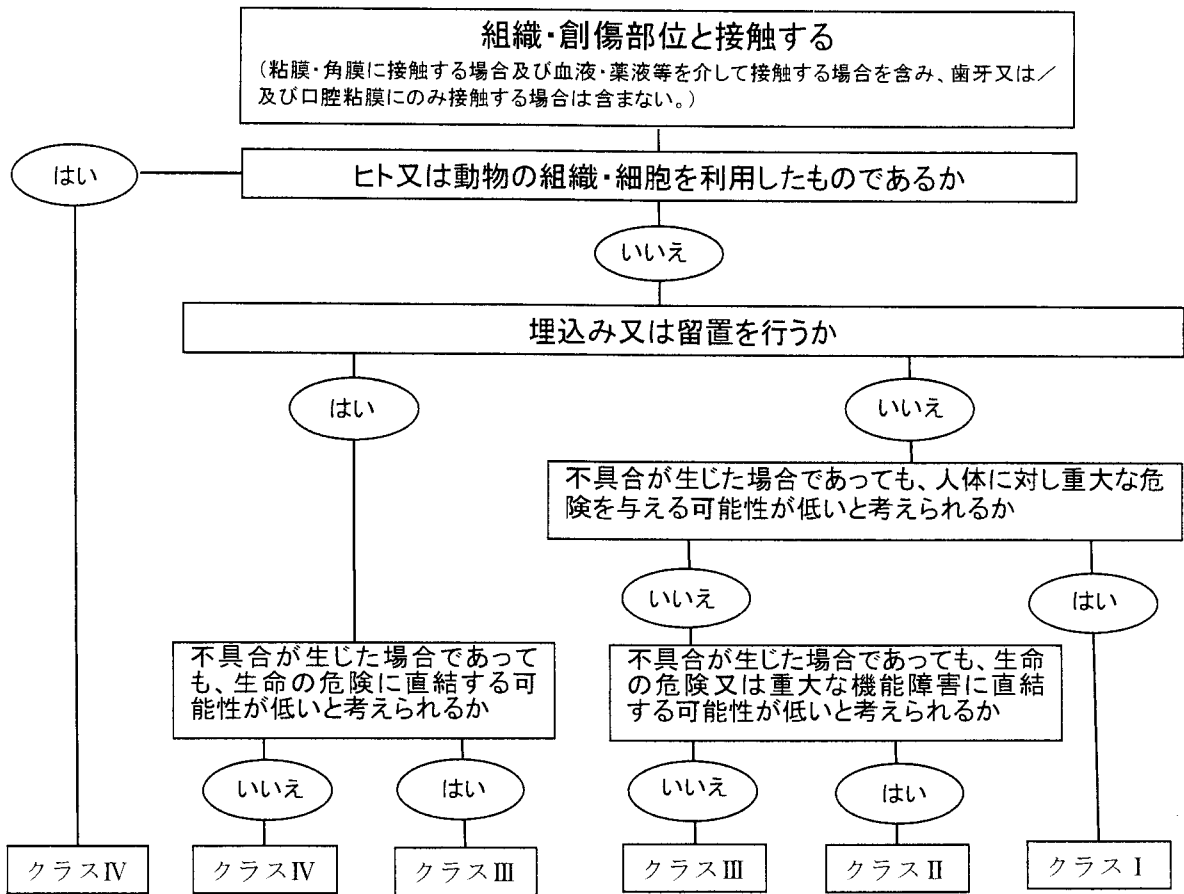 組織・創傷部位と接触する
（粘膜・角膜に接触する場合及び血液・薬液等を介して接触する場合を含み、歯牙又は／
及び口腔粘膜にのみ接触する場合は含まない。）
はい
ヒト又は動物の組織・細胞を利用したものであるか
いいえ
埋込み又は留置を行うか
はい
いいえ
不具合が生じた場合であっても、人体に対し重大な危
険を与える可能性が低いと考えられるか
いいえ
はい
不具合が生じた場合であって
も、生命の危険に直結する可
能性が低いと考えられるか
不具合が生じた場合であっても、生命
の危険又は重大な機能障害に直結
する可能性が低いと考えられるか
いいえ
はい
いいえ
はい
クラスⅣ
クラスⅣ
クラスⅢ
クラスⅢ
クラスⅡ
クラスⅠ